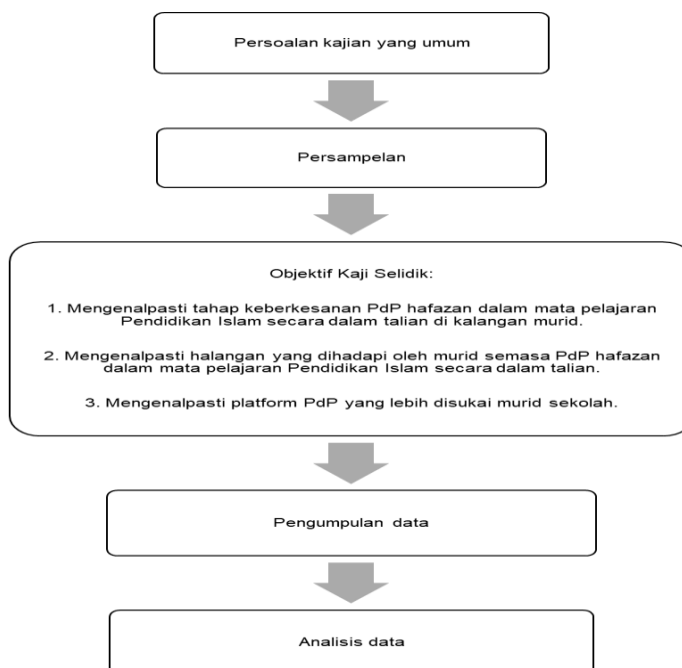 Persoalan kajian yang umum
Persampelan
Objektif Kaji Selidik:
1. Mengenalpasti tahap keberkesanan PdP hafazan dalam mata pelajaran
Pendidikan Islam secara dalam talian di kalangan murid.
2. Mengenalpasti halangan yang dihadapi oleh murid semasa PdP hafazan
dalam mata pelajaran Pendidikan Islam secara dalam talian.
3. Mengenalpasti platform PdP yang lebih disukai murid sekolah.
Pengumpulan data
Analisis data